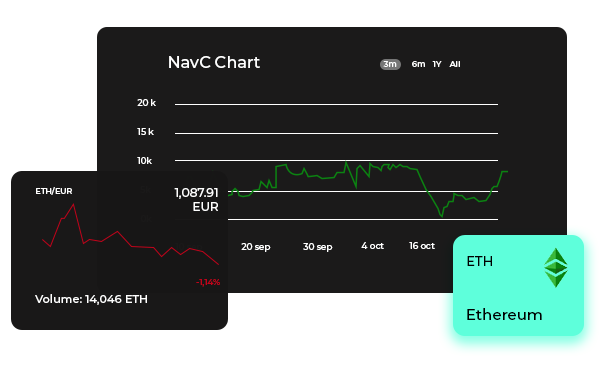 NavC Chart
3m 6m 1Y All
20 k
15 k
10k
20 sep 30 sep 4 oct 16 oct
ETH/EUR
1,087.91
EUR
-1,14%
Volume: 14,046 ETH
ETH
Ethereum